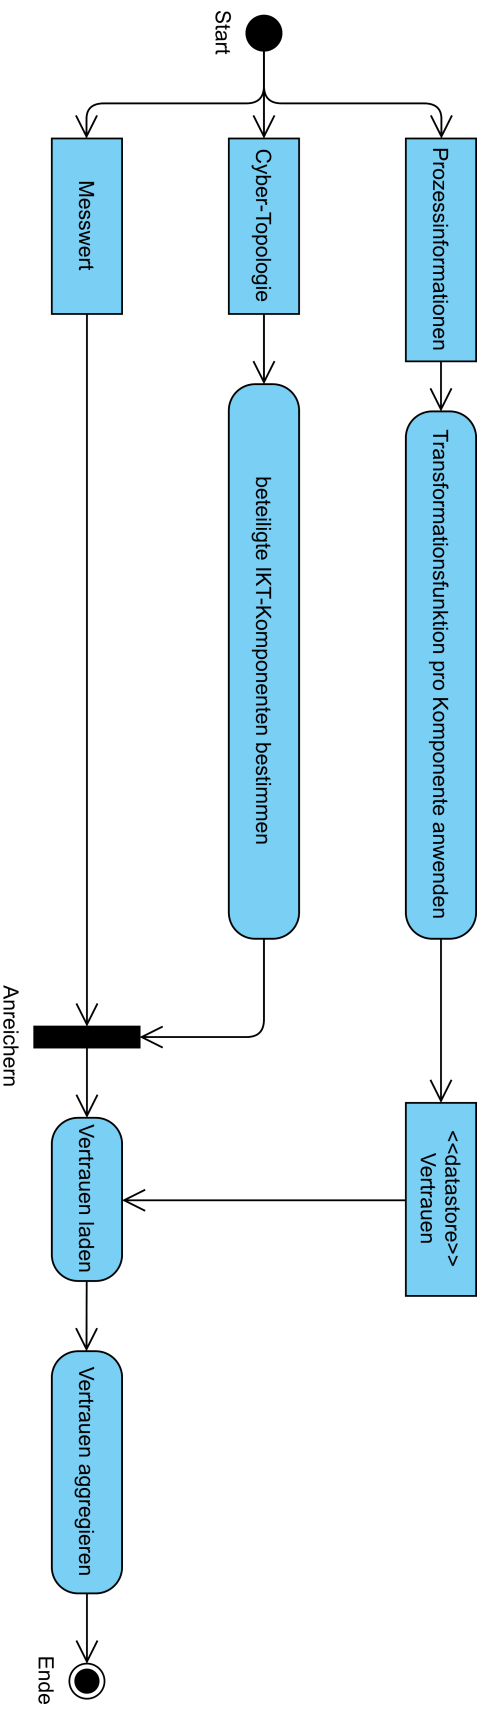 Start
Prozessinformationen
Transformationsfunktion pro Komponente anwenden
<<datastore>>
Vertrauen
Cyber-Topologie
beteiligte IKT-Komponenten bestimmen
Messwert
Anreichern
Vertrauen laden
Vertrauen aggregieren
Ende